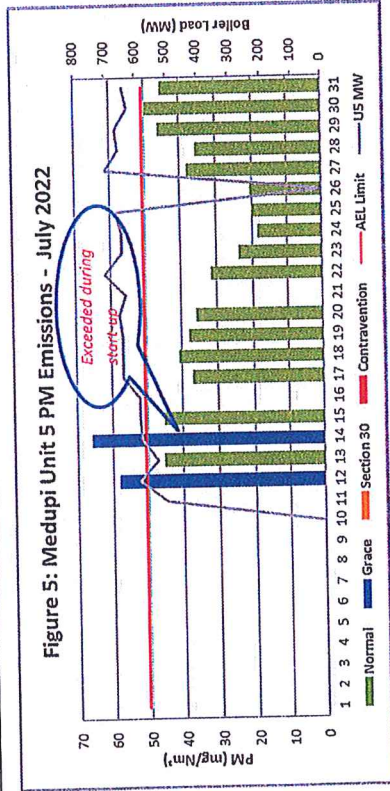 Figure 5: Medupi Unit 5 PM Emissions - July 2022
PM (mg/Nm³)
70
60
50
40
30
20
10
0
Exceeded during
start-up
800
700
600
500
400
300
200
100
0
Boiler Load (MW)
1 2 3 4 5 6 7 8 9 10 11 12 13 14 15 16 17 18 19 20 21 22 23 24 25 26 27 28 29 30 31
Normal Grace Section 30 Contravention AEL Limit U5 MW